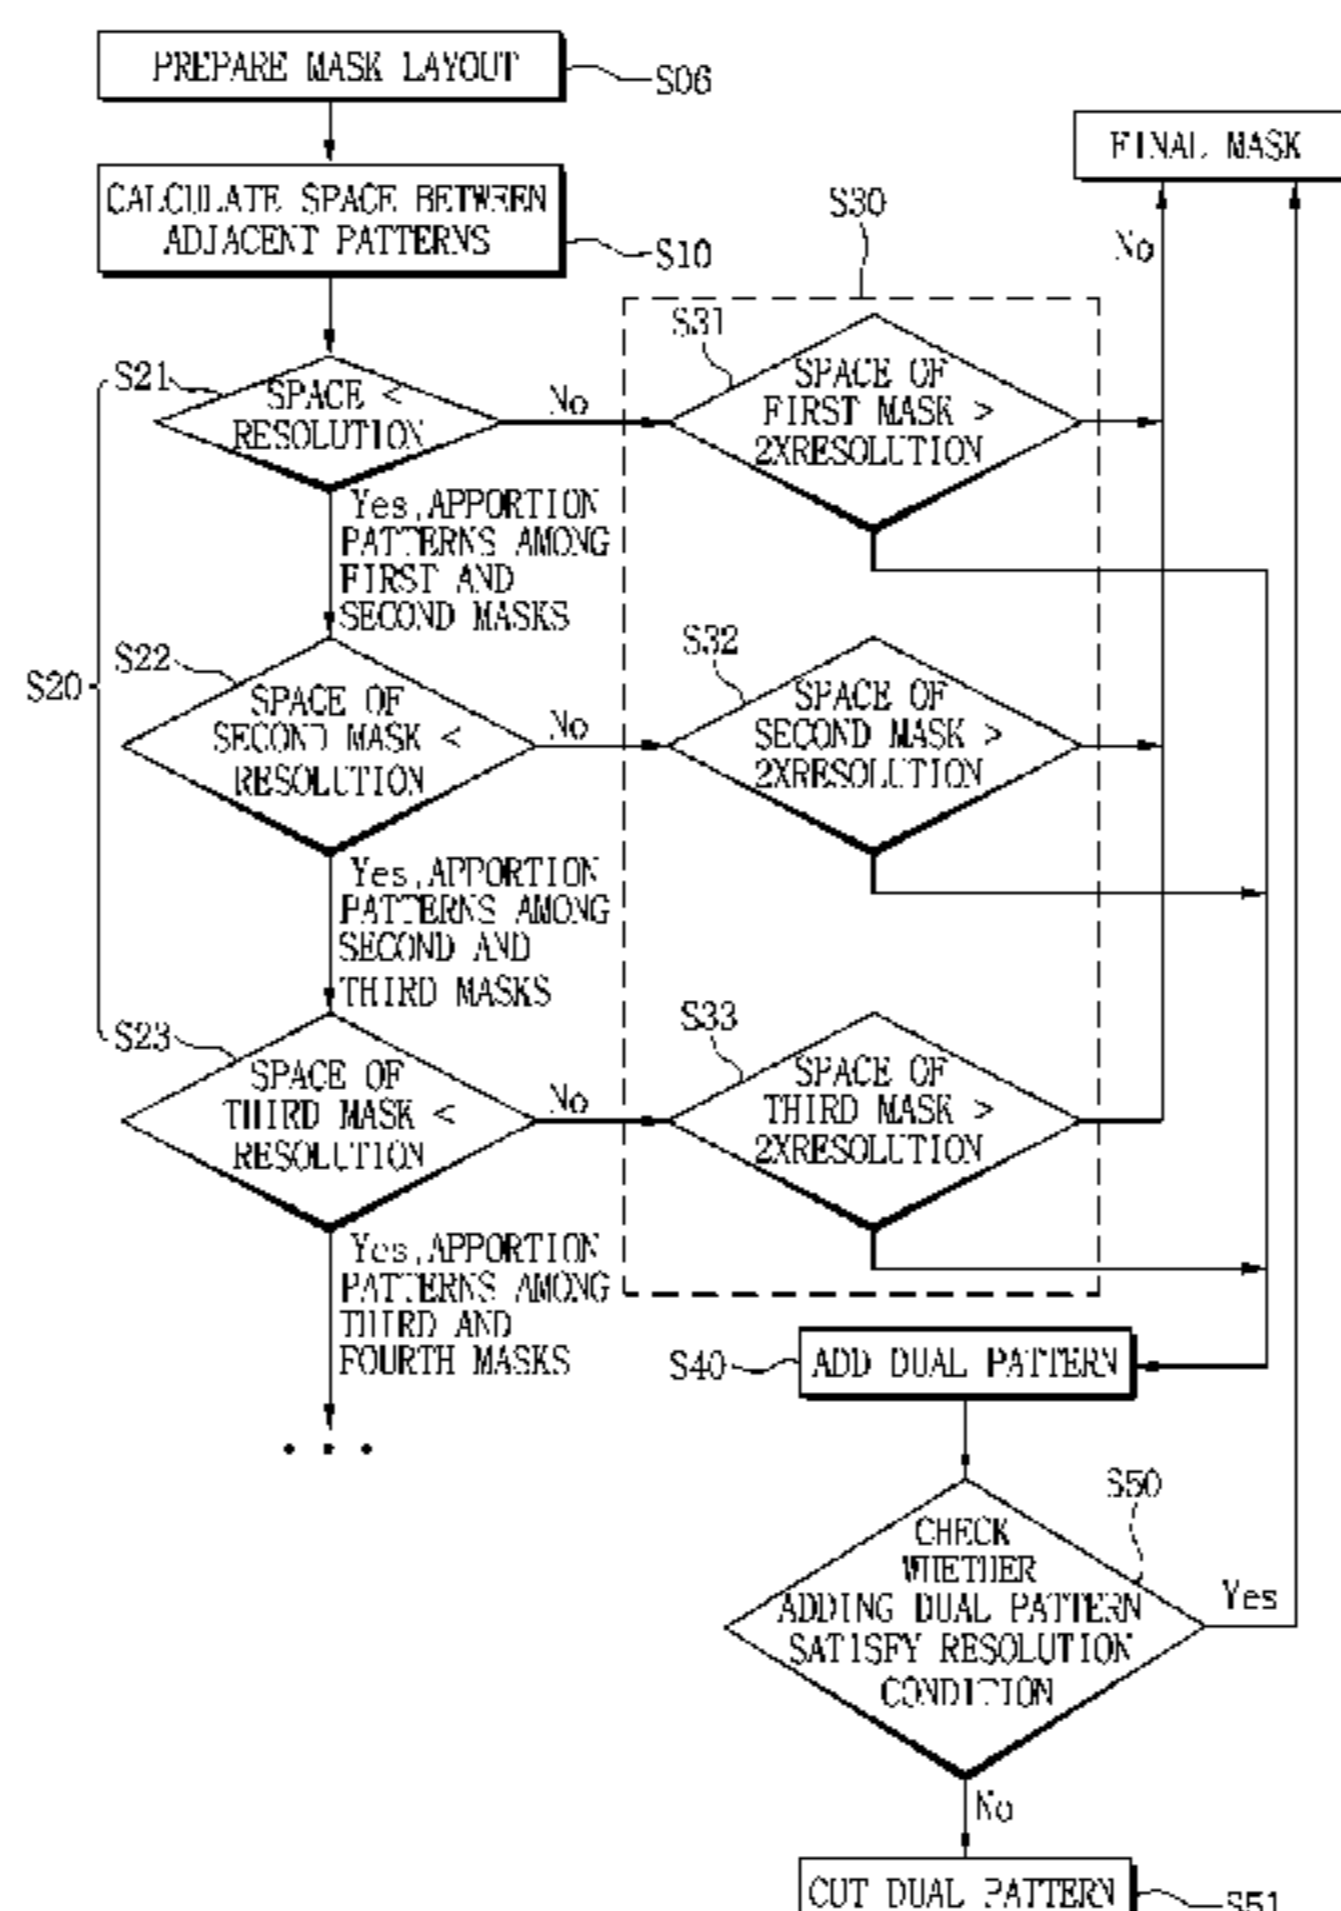 PREPARE MASK LAYOUT
S06
FINAL MASK
CALCULATE SPACE BETWEEN
ADJACENT PATTERNS
S10
S30
No
S31
S21
SPACE <
RESOLUTION
No
SPACE OF
FIRST MASK >
2XRESOLUTION
Yes, APPORTION
PATTERNS AMONG
FIRST AND
SECOND MASKS
S20
S22
SPACE OF
SECOND MASK <
RESOLUTION
No
S32
SPACE OF
SECOND MASK >
2XRESOLUTION
Yes, APPORTION
PATTERNS AMONG
SECOND AND
THIRD MASKS
S23
SPACE OF
THIRD MASK <
RESOLUTION
No
S33
SPACE OF
THIRD MASK >
2XRESOLUTION
Yes, APPORTION
PATTERNS AMONG
THIRD AND
FOURTH MASKS
. . .
S40
ADD DUAL PATTERN
S50
CHECK
WHETHER
ADDING DUAL PATTERN
SATISFY RESOLUTION
CONDITION
Yes
No
CUT DUAL PATTERN
S51